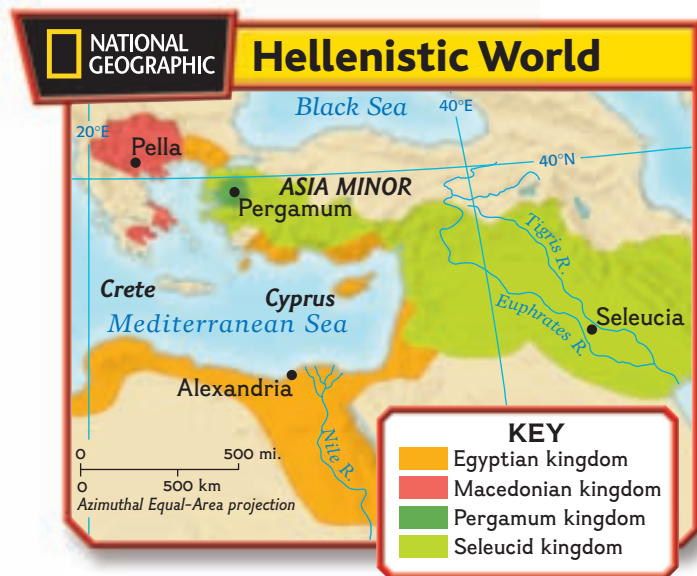 NATIONAL
GEOGRAPHIC
Hellenistic World
Black Sea
40°E
20°E
Pella
40°N
ASIA MINOR
Pergamum
Tigris R.
Crete
Cyprus
Euphrates R.
Seleucia
Mediterranean Sea
Alexandria
Nile R.
0 500 mi.
0 500 km
Azimuthal Equal-Area projection
KEY
Egyptian kingdom
Macedonian kingdom
Pergamum kingdom
Seleucid kingdom